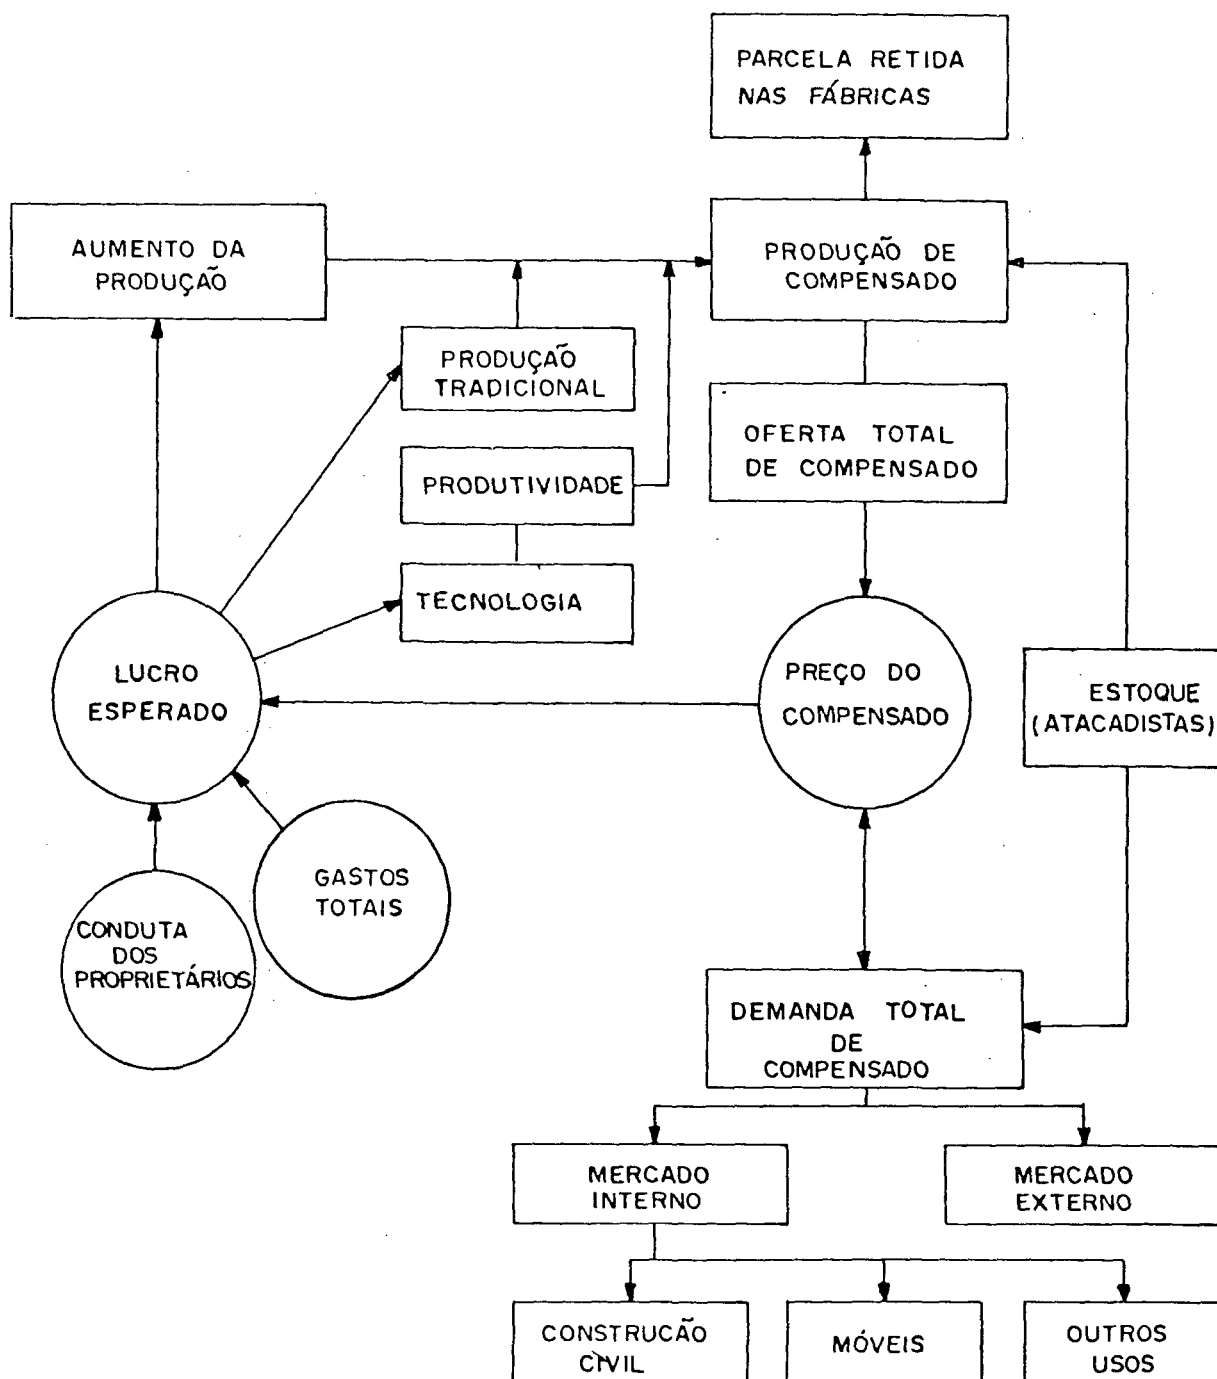 PARCELA RETIDA
NAS FÁBRICAS
AUMENTO DA
PRODUÇÃO
PRODUÇÃO DE
COMPENSADO
PRODUÇÃO
TRADICIONAL
OFERTA TOTAL
DE COMPENSADO
PRODUTIVIDADE
TECNOLOGIA
LUCRO
ESPERADO
PREÇO DO
COMPENSADO
ESTOQUE
(ATACADISTAS)
GASTOS
TOTAIS
CONDUTA
DOS
PROPRIETÁRIOS
DEMANDA TOTAL
DE
COMPENSADO
MERCADO
INTERNO
MERCADO
EXTERNO
CONSTRUCÃO
CIVIL
MÓVEIS
OUTROS
USOS